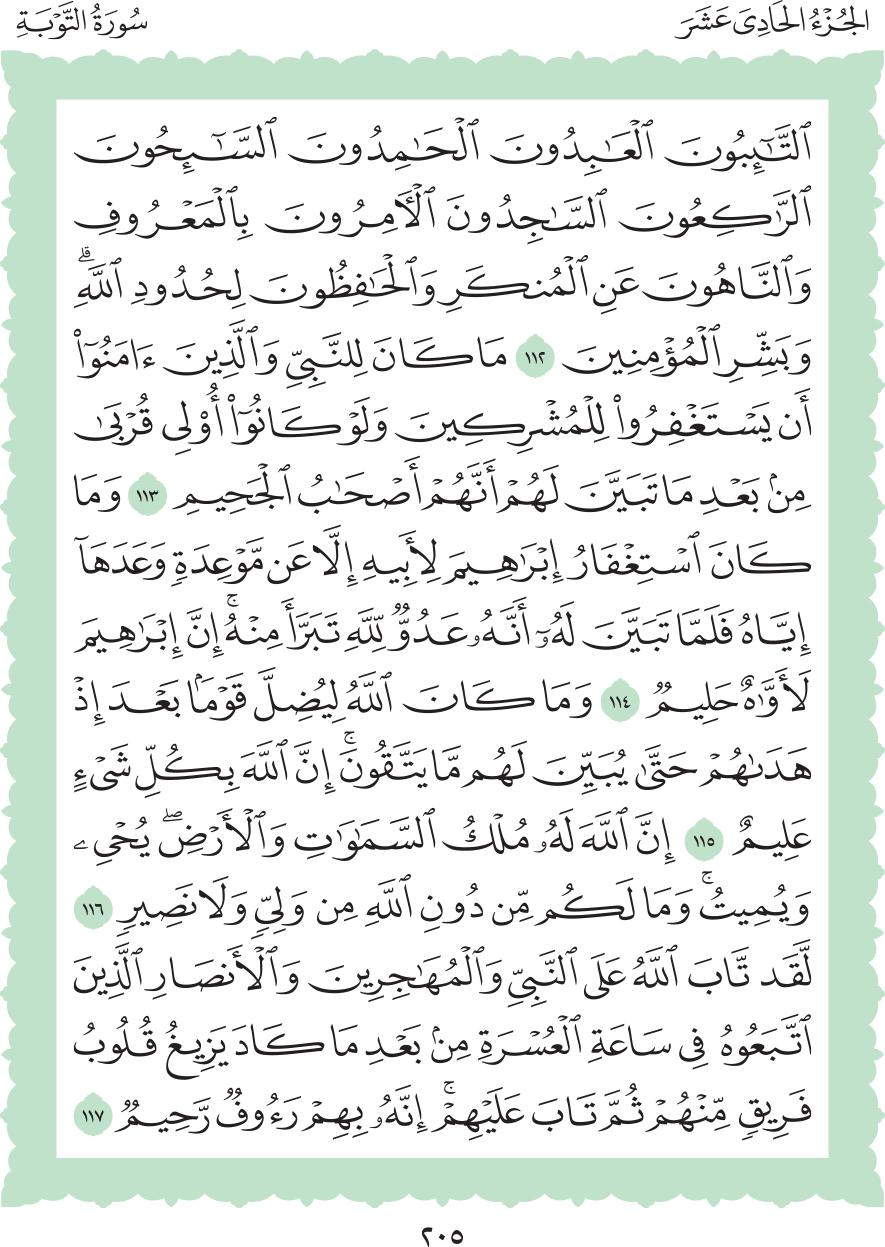 الجُزْءُ الحَادِىَ عَشَرَ
سُورَةُ التَّوْبَةِ
ٱلتَّٰٓئِبُونَ ٱلْعَٰبِدُونَ ٱلْحَٰمِدُونَ ٱلسَّٰٓئِحُونَ
ٱلرَّٰكِعُونَ ٱلسَّٰجِدُونَ ٱلْأٓمِرُونَ بِٱلْمَعْرُوفِ
وَٱلنَّاهُونَ عَنِ ٱلْمُنكَرِ وَٱلْحَٰفِظُونَ لِحُدُودِ ٱللَّهِۗ
وَبَشِّرِ ٱلْمُؤْمِنِينَ ١١٢ مَا كَانَ لِلنَّبِيِّ وَٱلَّذِينَ ءَامَنُوٓا۟
أَن يَسْتَغْفِرُوا۟ لِلْمُشْرِكِينَ وَلَوْ كَانُوٓا۟ أُو۟لِى قُرْبَىٰ
مِنۢ بَعْدِ مَا تَبَيَّنَ لَهُمْ أَنَّهُمْ أَصْحَٰبُ ٱلْجَحِيمِ ١١٣ وَمَا
كَانَ ٱسْتِغْفَارُ إِبْرَٰهِيمَ لِأَبِيهِ إِلَّا عَن مَّوْعِدَةٍ وَعَدَهَآ
إِيَّاهُ فَلَمَّا تَبَيَّنَ لَهُۥٓ أَنَّهُۥ عَدُوٌّ لِّلَّهِ تَبَرَّأَ مِنْهُۚ إِنَّ إِبْرَٰهِيمَ
لَأَوَّٰهٌ حَلِيمٌ ١١٤ وَمَا كَانَ ٱللَّهُ لِيُضِلَّ قَوْمَۢا بَعْدَ إِذْ
هَدَىٰهُمْ حَتَّىٰ يُبَيِّنَ لَهُم مَّا يَتَّقُونَۚ إِنَّ ٱللَّهَ بِكُلِّ شَىْءٍ
عَلِيمٌ ١١٥ إِنَّ ٱللَّهَ لَهُۥ مُلْكُ ٱلسَّمَٰوَٰتِ وَٱلْأَرْضِۖ يُحْىِۦ
وَيُمِيتُۚ وَمَا لَكُم مِّن دُونِ ٱللَّهِ مِن وَلِيٍّ وَلَا نَصِيرٍ ١١٦
لَّقَد تَّابَ ٱللَّهُ عَلَى ٱلنَّبِيِّ وَٱلْمُهَٰجِرِينَ وَٱلْأَنصَارِ ٱلَّذِينَ
ٱتَّبَعُوهُ فِى سَاعَةِ ٱلْعُسْرَةِ مِنۢ بَعْدِ مَا كَادَ يَزِيغُ قُلُوبُ
فَرِيقٍ مِّنْهُمْ ثُمَّ تَابَ عَلَيْهِمْۚ إِنَّهُۥ بِهِمْ رَءُوفٌ رَّحِيمٌ ١١٧
٢٠٥